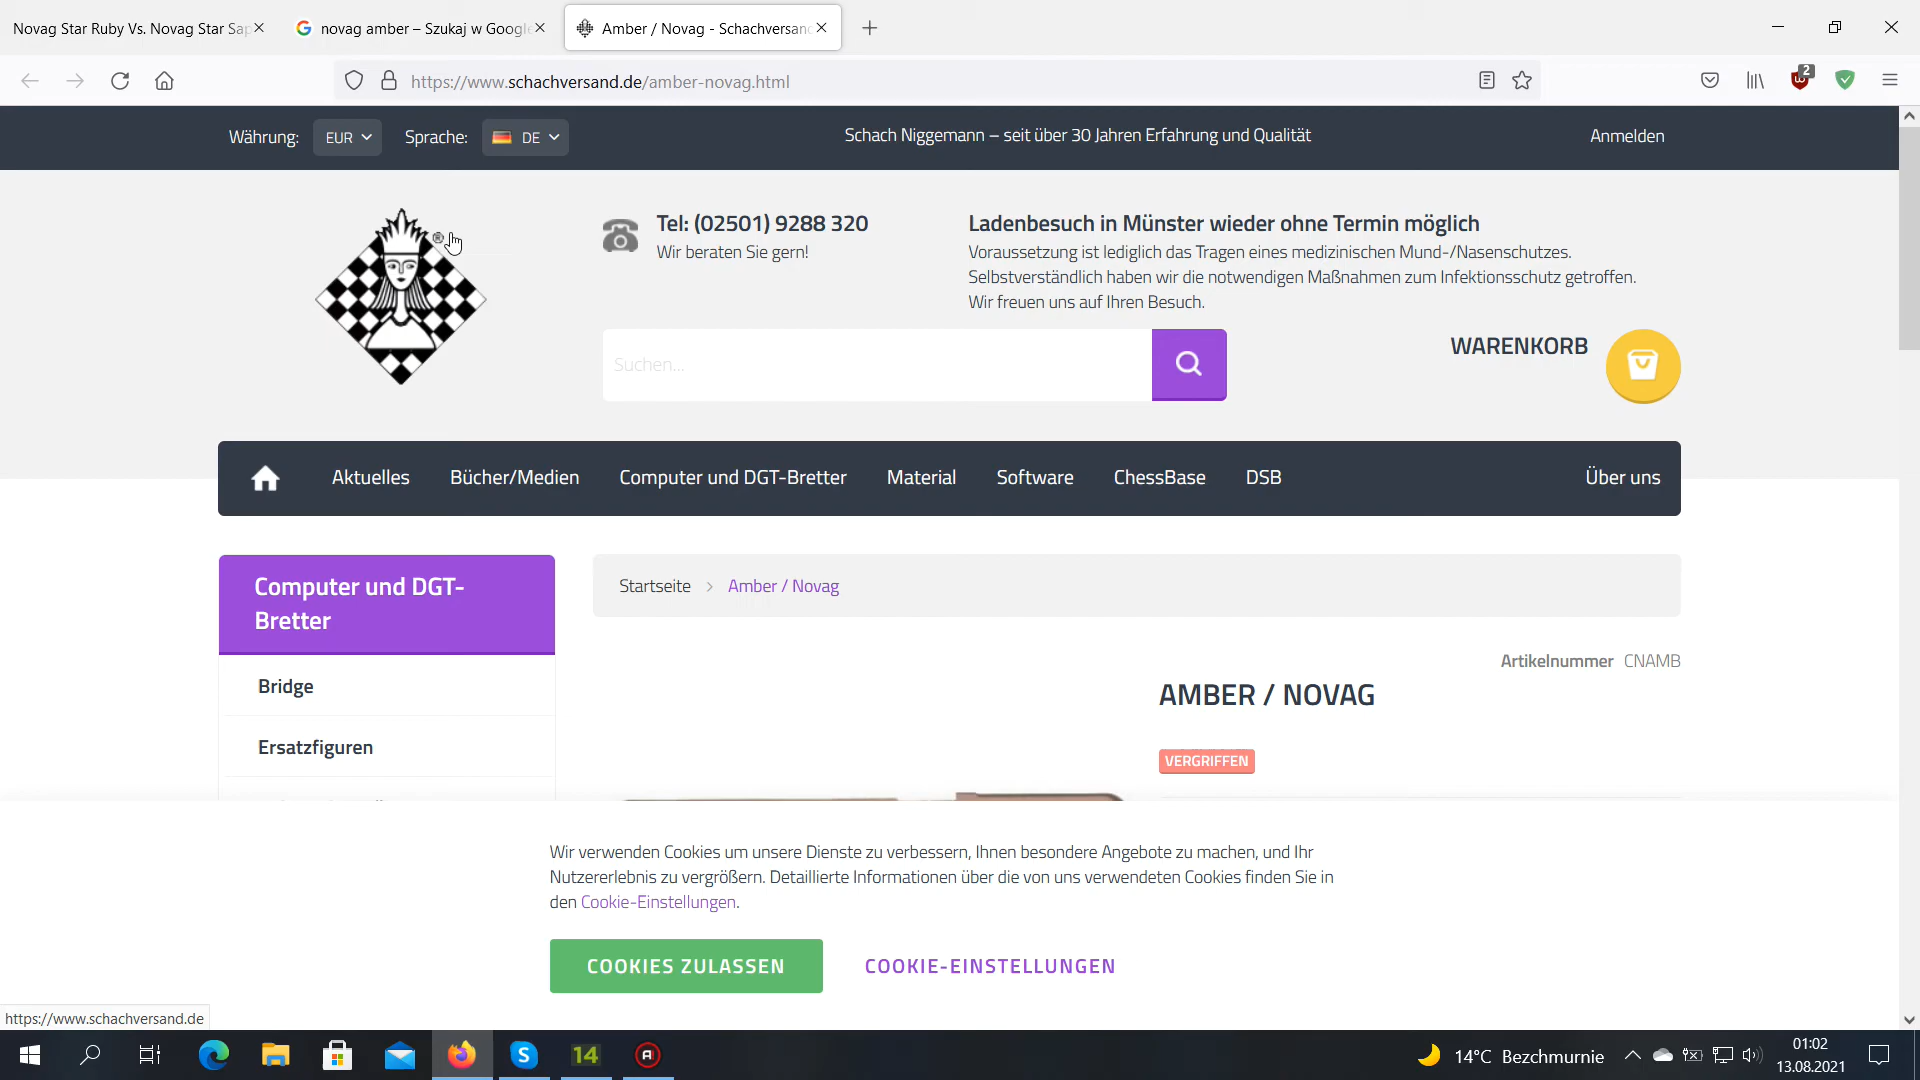 Novag Star Ruby Vs. Novag Star Sap
novag amber – Szukaj w Google
Amber / Novag - Schachversand
https://www.schachversand.de/amber-novag.html
2
Währung:
EUR
Sprache:
DE
Schach Niggemann – seit über 30 Jahren Erfahrung und Qualität
Anmelden
Tel: (02501) 9288 320
Wir beraten Sie gern!
Ladenbesuch in Münster wieder ohne Termin möglich
Voraussetzung ist lediglich das Tragen eines medizinischen Mund-/Nasenschutzes.
Selbstverständlich haben wir die notwendigen Maßnahmen zum Infektionsschutz getroffen.
Wir freuen uns auf Ihren Besuch.
®
Suchen...
WARENKORB
Aktuelles
Bücher/Medien
Computer und DGT-Bretter
Material
Software
ChessBase
DSB
Über uns
Computer und DGT-
Bretter
Bridge
Ersatzfiguren
Startseite > Amber / Novag
Artikelnummer CNAMB
AMBER / NOVAG
VERGRIFFEN
Wir verwenden Cookies um unsere Dienste zu verbessern, Ihnen besondere Angebote zu machen, und Ihr
Nutzererlebnis zu vergrößern. Detaillierte Informationen über die von uns verwendeten Cookies finden Sie in
den Cookie-Einstellungen.
COOKIES ZULASSEN
COOKIE-EINSTELLUNGEN
https://www.schachversand.de
14
14°C Bezchmurnie
01:02
13.08.2021